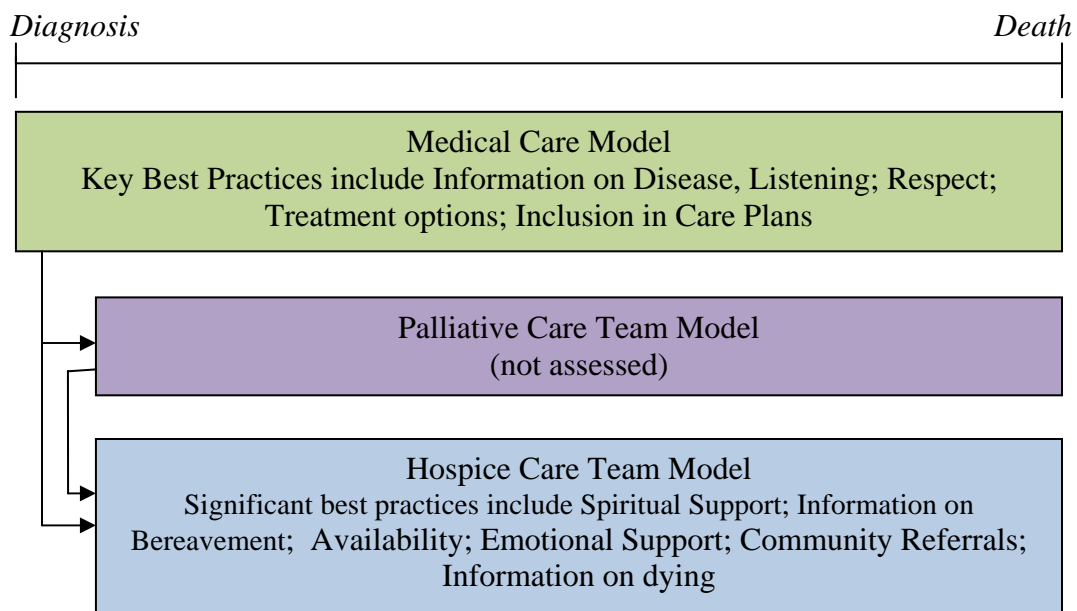 Diagnosis Death
Medical Care Model
Key Best Practices include Information on Disease, Listening; Respect;
Treatment options; Inclusion in Care Plans
Palliative Care Team Model
(not assessed)
Hospice Care Team Model
Significant best practices include Spiritual Support; Information on
Bereavement; Availability; Emotional Support; Community Referrals;
Information on dying